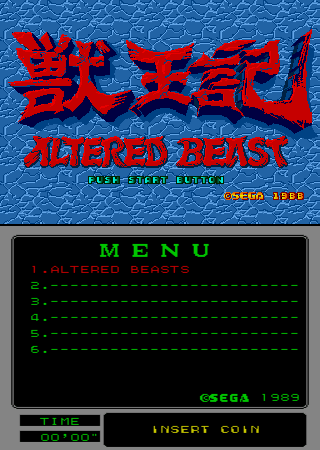 獣王記
ALTERED BEAST
PUSH START BUTTON
©SEGA 1988
MENU
1.ALTERED BEASTS
2.--------------------
3.--------------------
4.--------------------
5.--------------------
6.--------------------
©SEGA 1989
TIME
00'00"
INSERT COIN